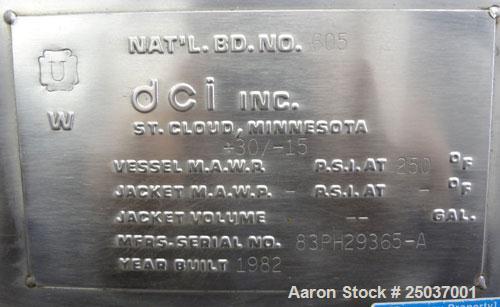 NAT'L. BD. NO. 605
U
W
dci INC.
ST. CLOUD, MINNESOTA
+30/-15
VESSEL M.A.W.P. P.S.I. AT 250 °F
JACKET M.A.W.P. - P.S.I. AT - °F
JACKET VOLUME -- GAL.
MFRS. SERIAL NO. 83PH29365-A
YEAR BUILT 1982
Property
Aaron Stock # 25037001